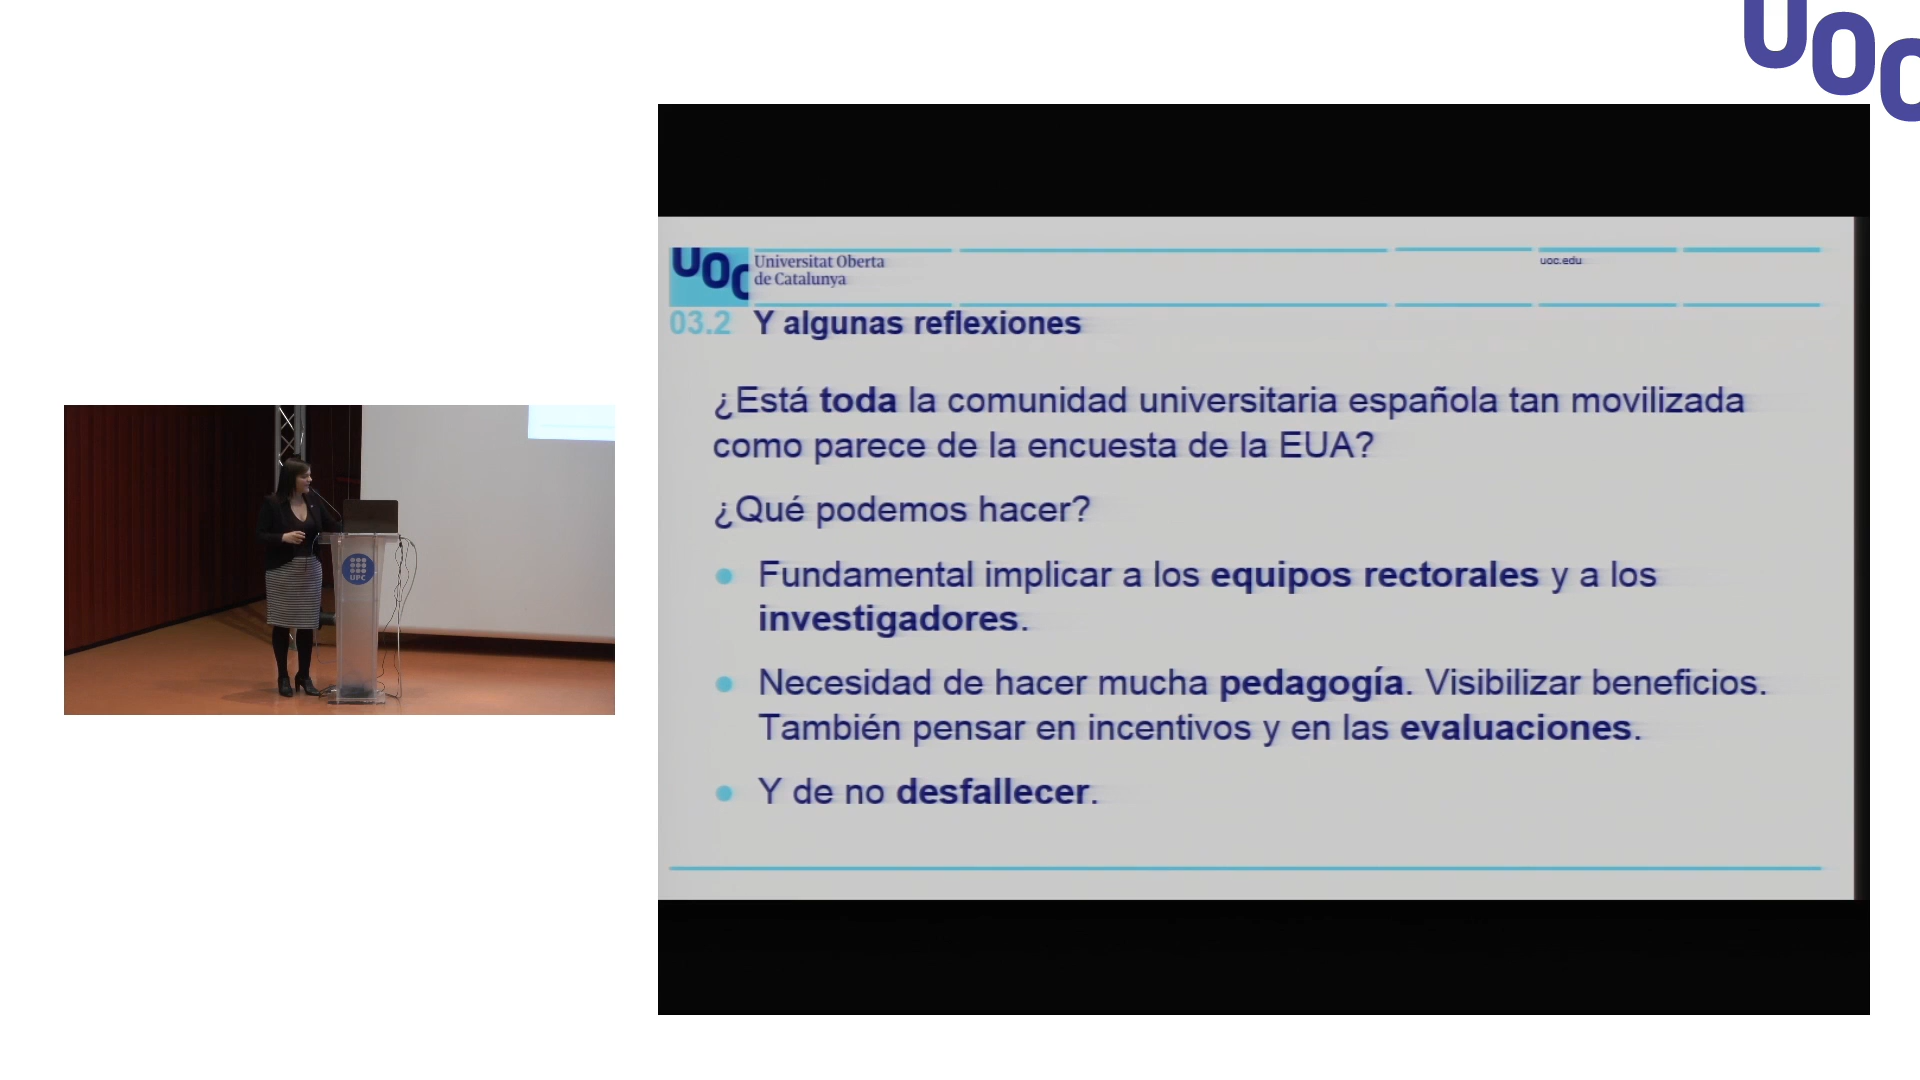 UOC
UOC
Universitat Oberta
de Catalunya
uoc.edu
03.2 Y algunas reflexiones
¿Está toda la comunidad universitaria española tan movilizada
como parece de la encuesta de la EUA?
¿Qué podemos hacer?
Fundamental implicar a los equipos rectorales y a los
investigadores.
Necesidad de hacer mucha pedagogía. Visibilizar beneficios.
También pensar en incentivos y en las evaluaciones.
Y de no desfallecer.
UPC